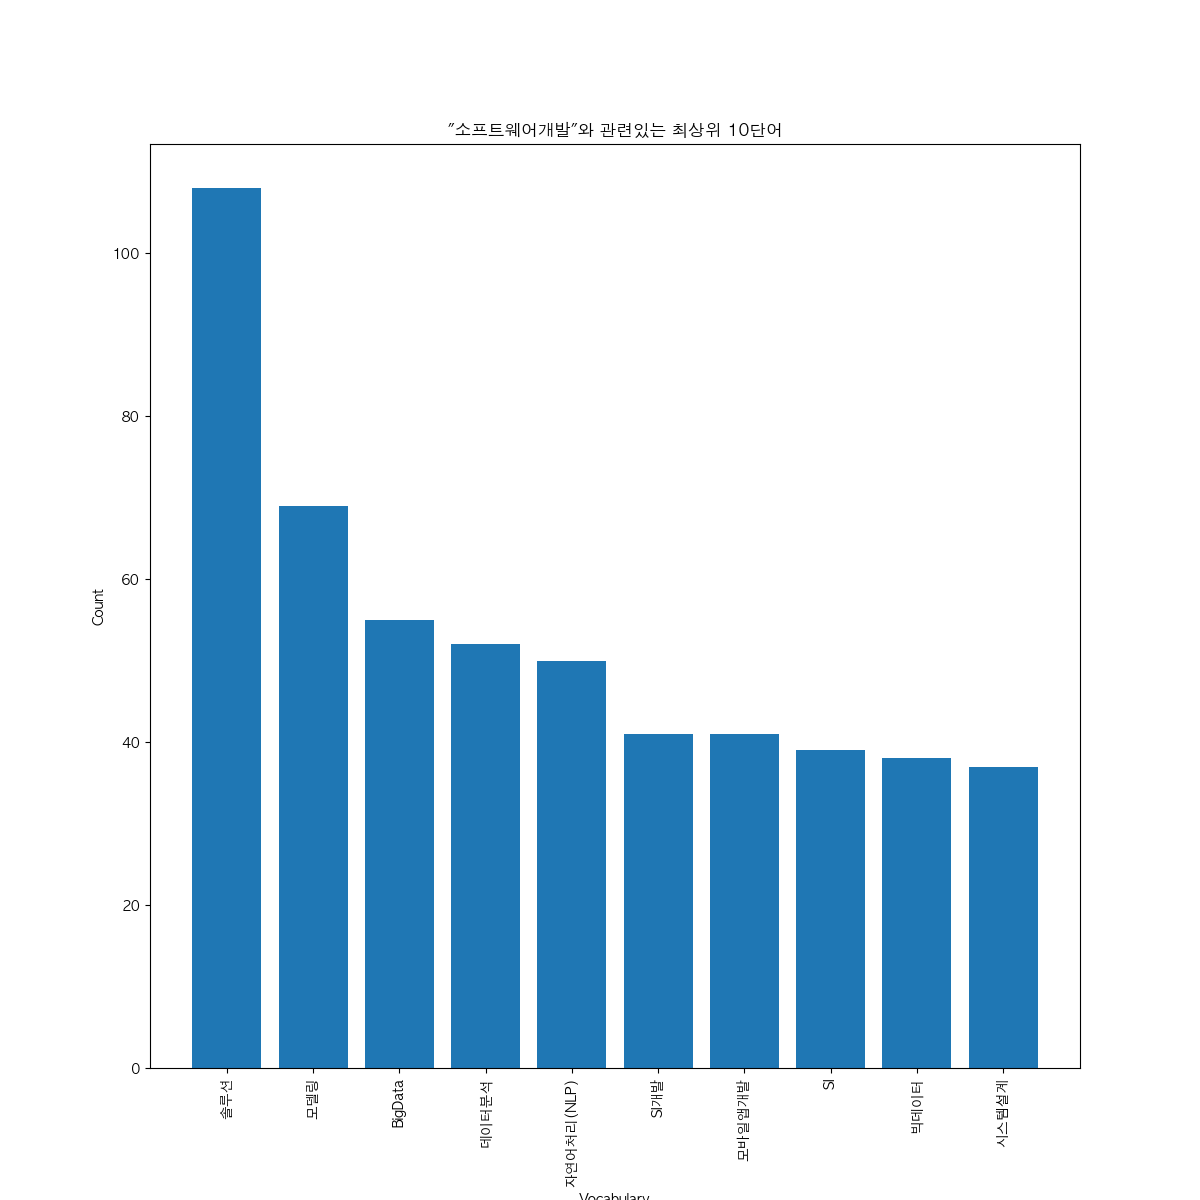 "소프트웨어개발"와 관련있는 최상위 10단어
100
80
60
40
20
0
Count
솔루션
모델링
BigData
데이터분석
자연어처리(NLP)
SI개발
모바일앱개발
SI
빅데이터
시스템설계
Vocabulary